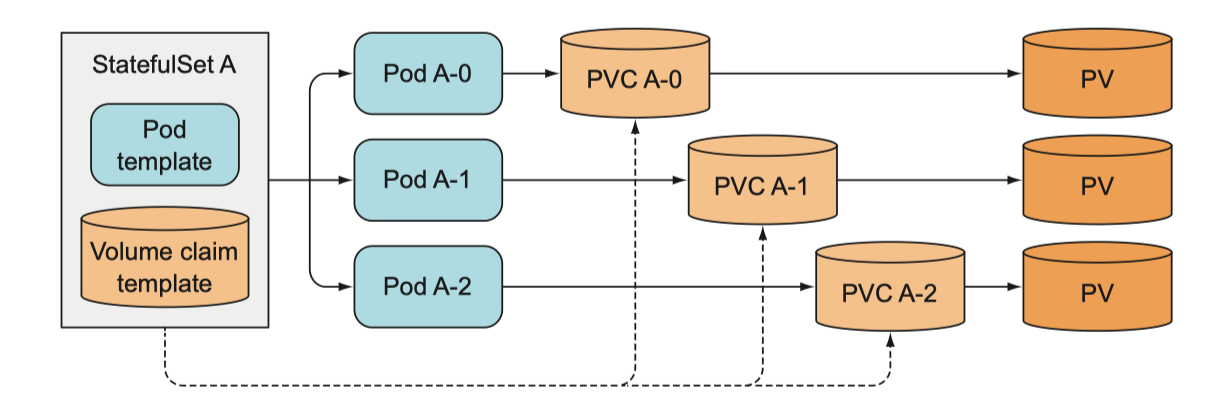 StatefulSet A
Pod
template
Volume claim
template
Pod A-0
PVC A-0
PV
Pod A-1
PVC A-1
PV
Pod A-2
PVC A-2
PV